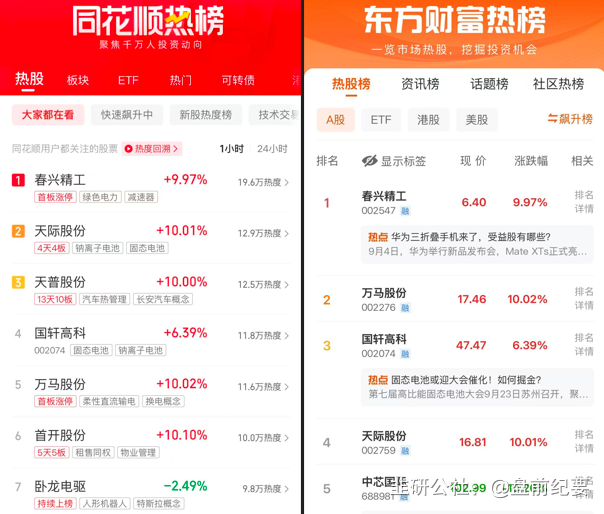 同花顺热榜
聚焦千万人投资动向
热股 板块 ETF 热门 可转债
大家都在看 快速飙升中 新股热度榜 技术交易
同花顺用户都关注的股票 热度回溯 > 1小时 24小时
1 春兴精工 +9.97% 19.6万热度 >
首板涨停 绿色电力 减速器
2 天际股份 +10.01% 12.9万热度 >
4天4板 钠离子电池 固态电池
3 天普股份 +10.00% 12.5万热度 >
13天10板 汽车热管理 长安汽车概念
4 国轩高科 +6.39% 11.8万热度 >
002074 固态电池 钠离子电池
5 万马股份 +10.02% 11.6万热度 >
首板涨停 柔性直流输电 换电概念
6 首开股份 +10.10% 10.0万热度 >
5天5板 租售同权 物业管理
7 卧龙电驱 -2.49% 9.8万热度 >
持续上榜 人形机器人 特斯拉概念
东方财富热榜
一览市场热股，挖掘投资机会
热股榜 资讯榜 话题榜 社区热榜
A股 ETF 港股 美股 飙升榜
排名 显示标签 现价 涨跌幅 相关
1 春兴精工 6.40 9.97% 排名
002547 融 详情
热点 华为三折叠手机来了，受益股有哪些？
9月4日，华为举行新品发布会，Mate XTs正式亮...
2 万马股份 17.46 10.02% 排名
002276 融 详情
3 国轩高科 47.47 6.39% 排名
002074 融 详情
热点 固态电池或迎大会催化！如何掘金？
第七届高比能固态电池大会9月23日苏州召开，聚...
4 天际股份 16.81 10.01% 排名
002759 融 详情
5 中芯国际 排名
688981 融 详情
韭研公社，@盘前纪要